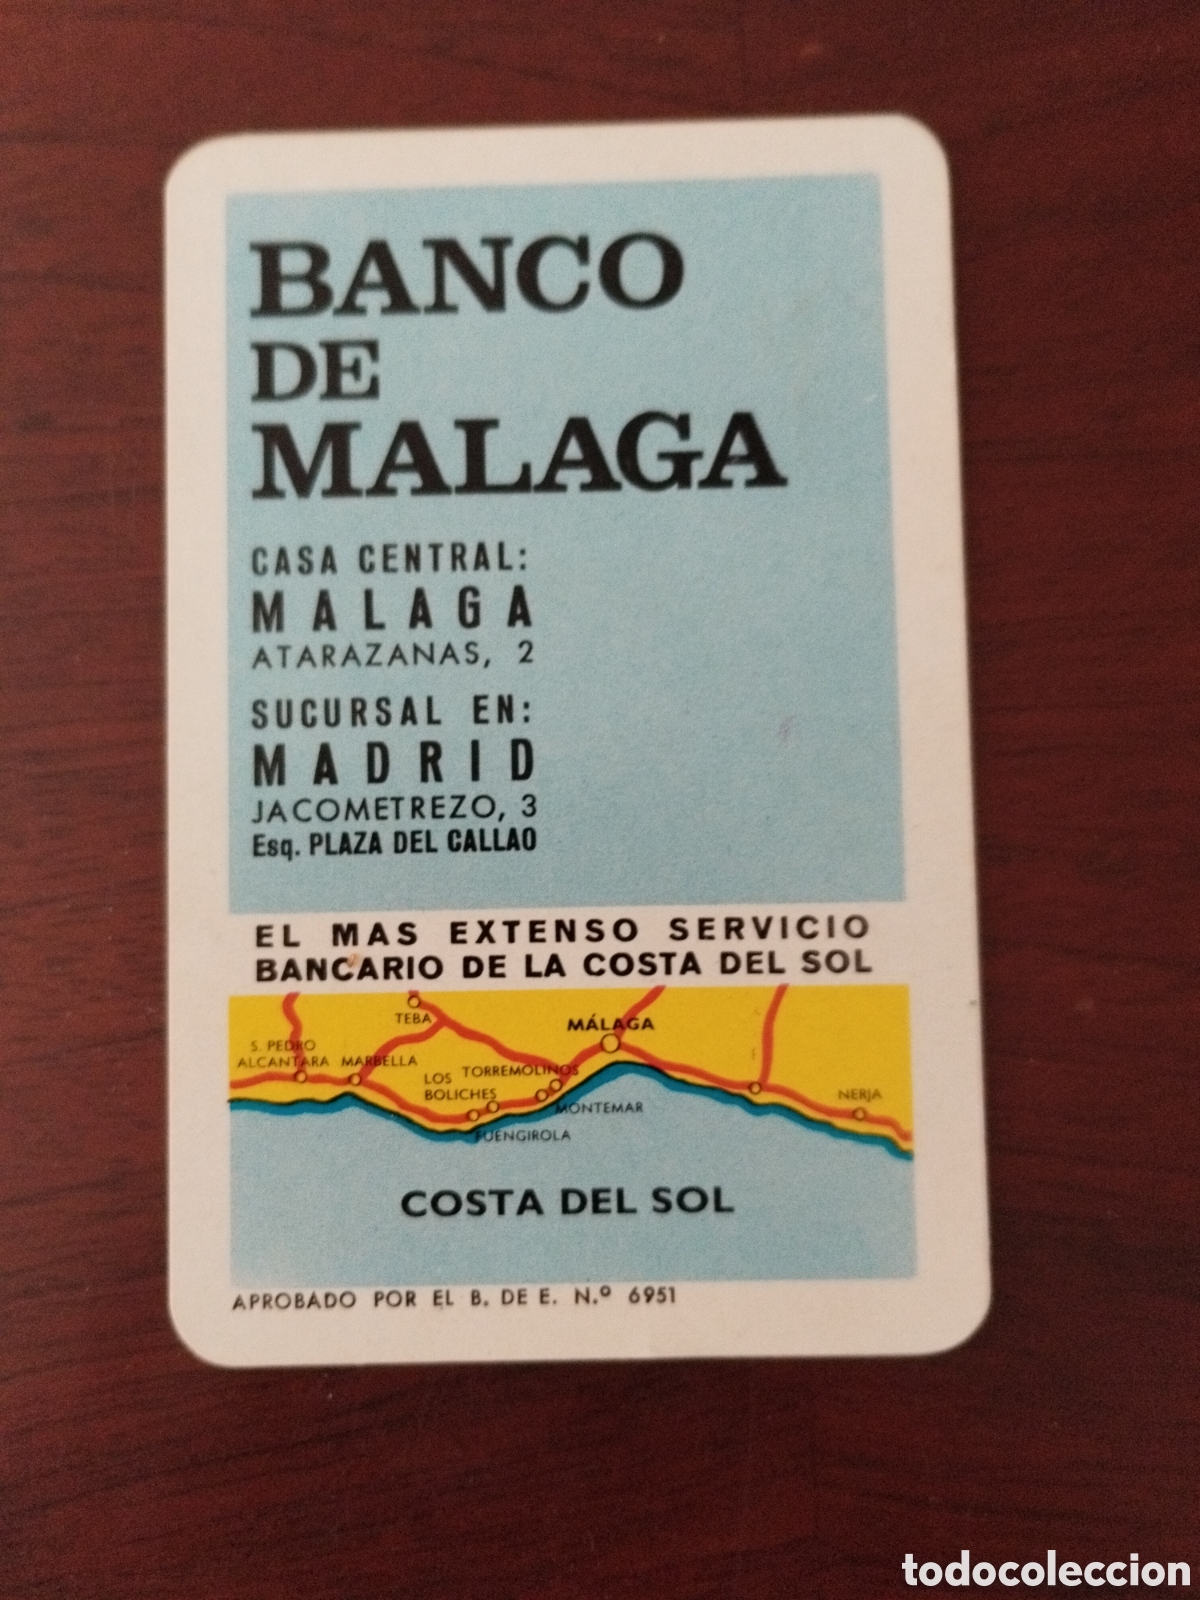 BANCO
DE
MALAGA
CASA CENTRAL:
MALAGA
ATARAZANAS, 2
SUCURSAL EN:
MADRID
JACOMETREZO, 3
Esq. PLAZA DEL CALLAO
EL MAS EXTENSO SERVICIO
BANCARIO DE LA COSTA DEL SOL
TEBA
MÁLAGA
S. PEDRO
ALCANTARA
MARBELLA
LOS
BOLICHES
TORREMOLINOS
MONTEMAR
FUENGIROLA
NERJA
COSTA DEL SOL
APROBADO POR EL B. DE E. N.º 6951
todocoleccion